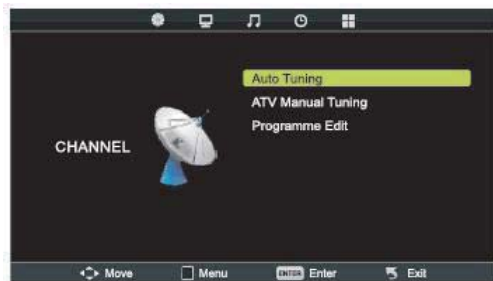 Auto Tuning
ATV Manual Tuning
Programme Edit
CHANNEL
Move Menu ENTER Enter Exit